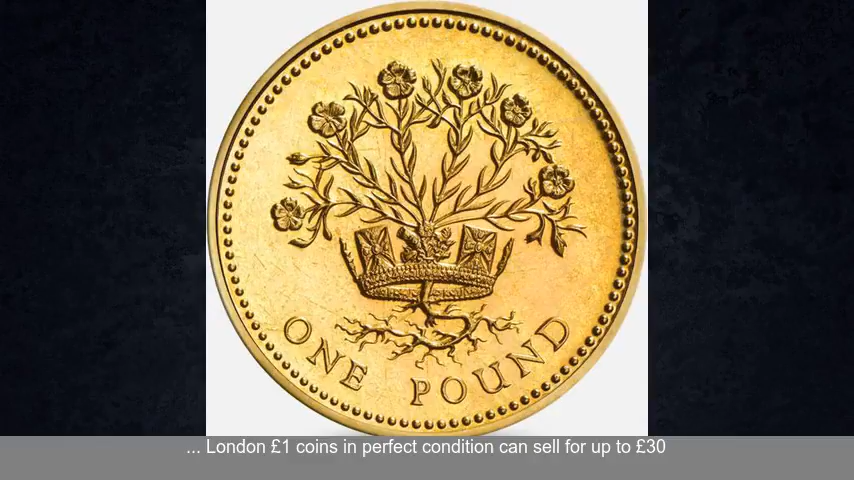 ONE POUND
... London £1 coins in perfect condition can sell for up to £30